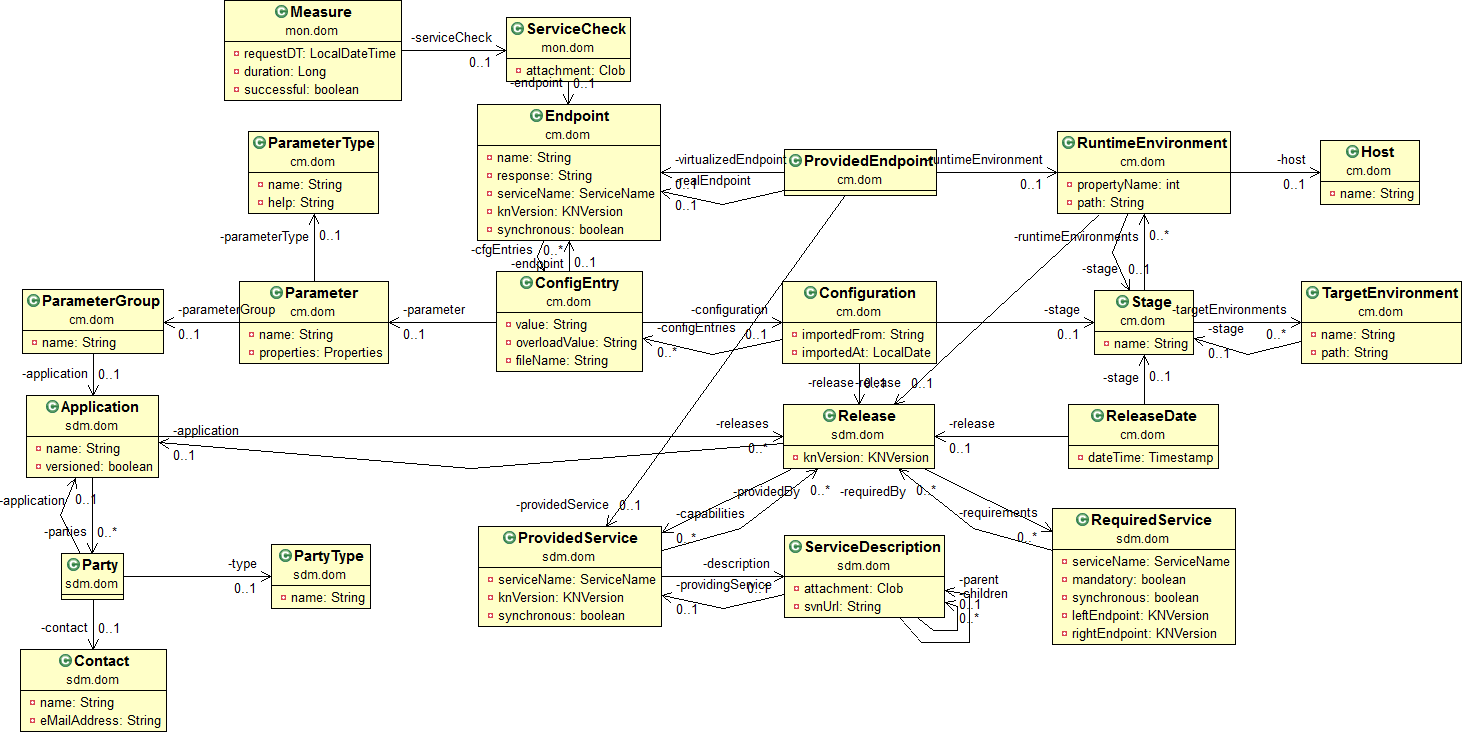 Measure
mon.dom
requestDT: LocalDateTime
duration: Long
successful: boolean
-serviceCheck
0..1
ServiceCheck
mon.dom
attachment: Clob
-endpoint
0..1
Endpoint
cm.dom
name: String
response: String
serviceName: ServiceName
knVersion: KNVersion
synchronous: boolean
ParameterType
cm.dom
name: String
help: String
-virtualizedEndpoint
0..1
-realEndpoint
0..1
ProvidedEndpoint
cm.dom
-runtimeEnvironment
0..1
RuntimeEnvironment
cm.dom
propertyName: int
path: String
-host
0..1
Host
cm.dom
name: String
-parameterType
0..1
-cfgEntries
0..*
-endpoint
0..1
-runtimeEnvironments
0..*
-stage
0..1
ParameterGroup
cm.dom
name: String
-parameterGroup
0..1
Parameter
cm.dom
name: String
properties: Properties
-parameter
0..1
ConfigEntry
cm.dom
value: String
overloadValue: String
fileName: String
-configuration
0..1
-configEntries
0..*
Configuration
cm.dom
importedFrom: String
importedAt: LocalDate
-stage
0..1
Stage
cm.dom
name: String
-targetEnvironments
0..*
-stage
0..1
TargetEnvironment
cm.dom
name: String
path: String
-application
0..1
-release
0..1
-release
0..1
-stage
0..1
Application
sdm.dom
name: String
versioned: boolean
-application
0..1
-releases
0..*
Release
sdm.dom
knVersion: KNVersion
-release
0..1
ReleaseDate
cm.dom
dateTime: Timestamp
-application
0..1
-parties
0..*
-providedService
0..1
-providedBy
0..*
-capabilities
0..*
-requiredBy
0..*
-requirements
0..*
Party
sdm.dom
-type
0..1
PartyType
sdm.dom
name: String
ProvidedService
sdm.dom
serviceName: ServiceName
knVersion: KNVersion
synchronous: boolean
-description
0..1
-providingService
0..1
ServiceDescription
sdm.dom
attachment: Clob
svnUrl: String
-parent
0..1
-children
0..*
RequiredService
sdm.dom
serviceName: ServiceName
mandatory: boolean
synchronous: boolean
leftEndpoint: KNVersion
rightEndpoint: KNVersion
-contact
0..1
Contact
sdm.dom
name: String
eMailAddress: String